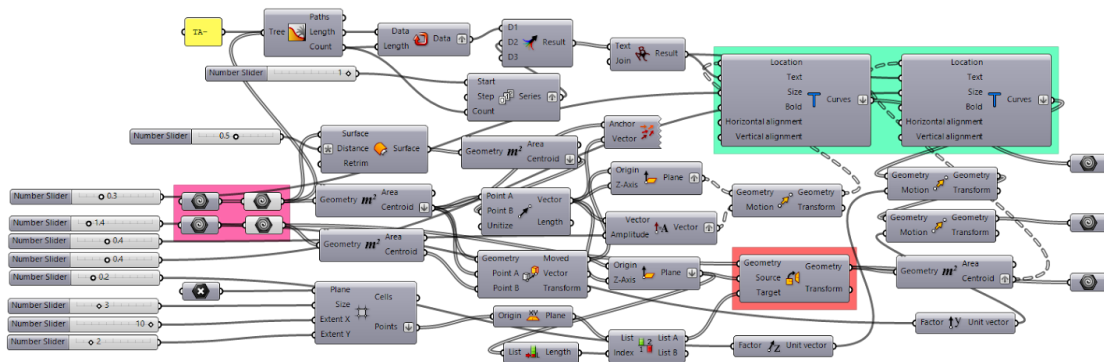 TA-
Tree
Paths
Length
Count
Data
Length
Data
D1
D2
D3
Result
Text
Join
Result
Number Slider 1
Start
Step
Count
Series
Location
Text
Size
Bold
Horizontal alignment
Vertical alignment
Curves
Location
Text
Size
Bold
Horizontal alignment
Vertical alignment
Curves
Number Slider 0.5
Surface
Distance
Retrim
Surface
Geometry m²
Area
Centroid
Anchor
Vector
Number Slider 0.3
Number Slider 1.4
Number Slider 0.4
Number Slider 0.4
Number Slider 0.2
Number Slider 3
Number Slider 10
Number Slider 2
Geometry m²
Area
Centroid
Geometry m²
Area
Centroid
Point A
Point B
Unitize
Vector
Length
Origin
Z-Axis
Plane
Vector
Amplitude
Vector
Geometry
Motion
Geometry
Transform
Geometry
Motion
Geometry
Transform
Geometry
Motion
Geometry
Transform
Geometry
Point A
Point B
Moved
Vector
Transform
Origin
Z-Axis
Plane
Geometry
Source
Target
Geometry
Transform
Geometry m²
Area
Centroid
Plane
Size
Extent X
Extent Y
Cells
Points
Origin XY Plane
List Length
List
Index
List A
List B
Factor Z Unit vector
Factor y Unit vector